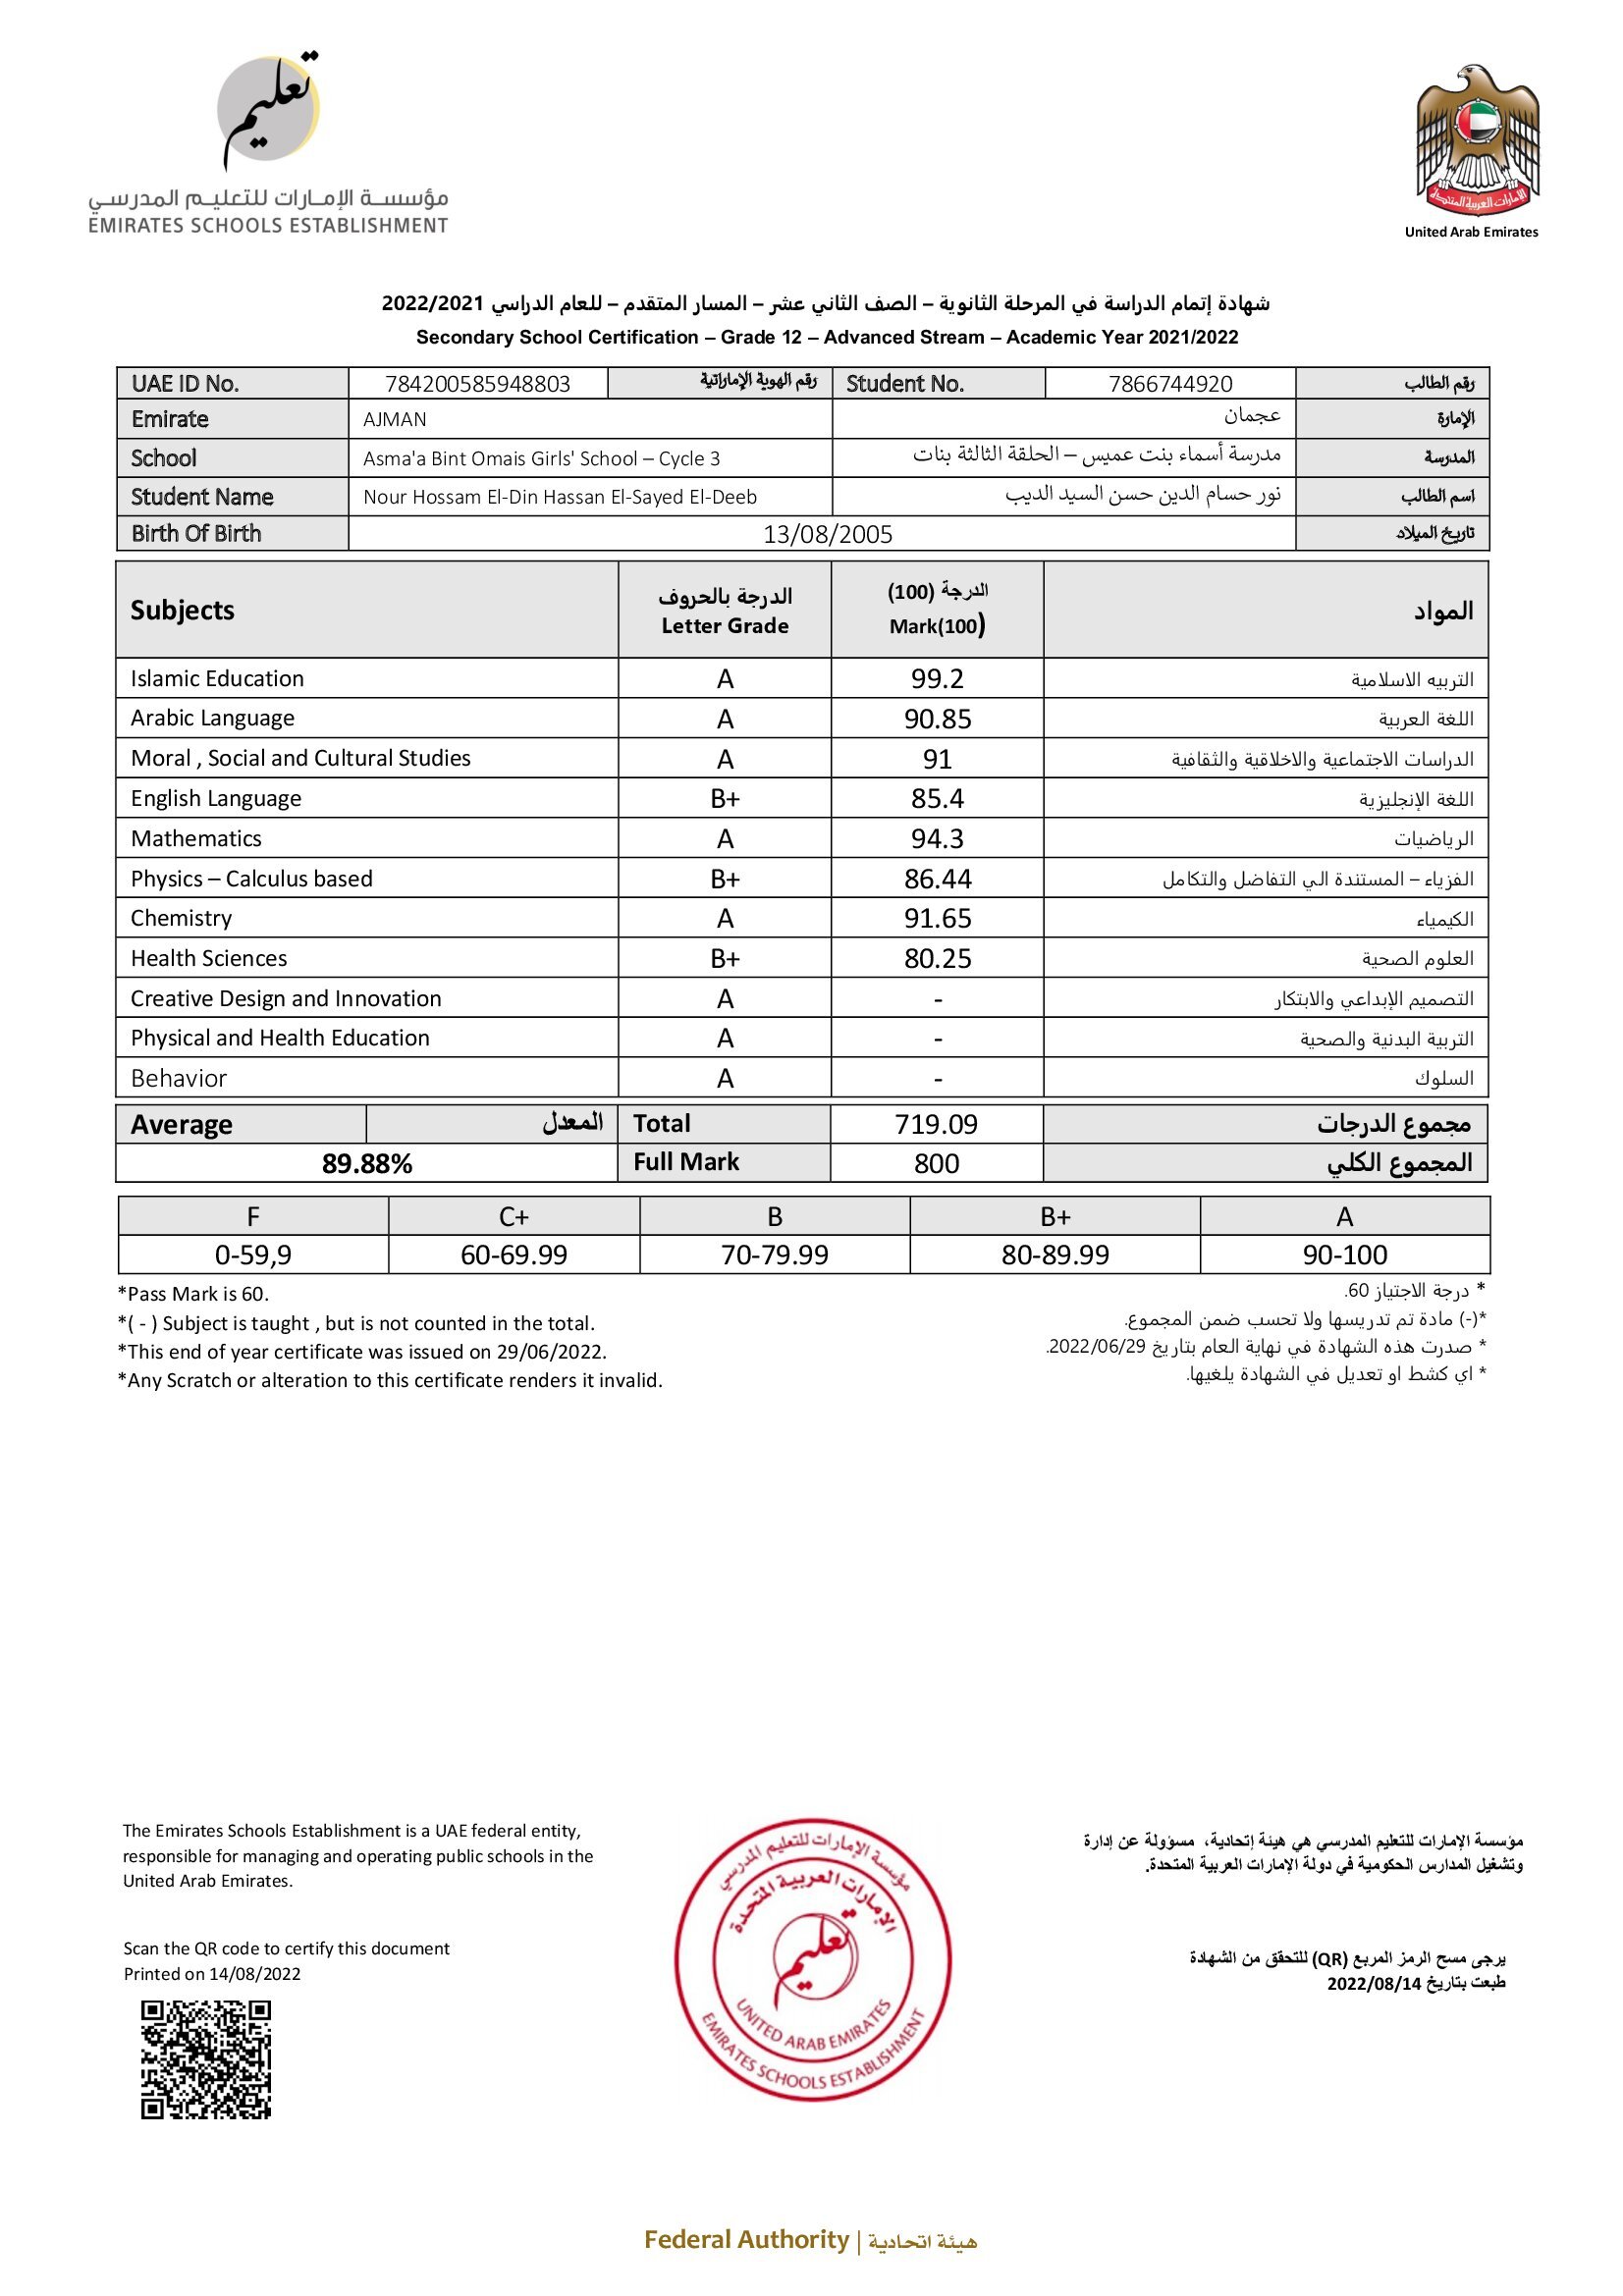 تعليم
مؤسسة الإمارات للتعليم المدرسي
EMIRATES SCHOOLS ESTABLISHMENT
الإمارات العربية المتحدة
United Arab Emirates
شهادة إتمام الدراسة في المرحلة الثانوية – الصف الثاني عشر – المسار المتقدم – للعام الدراسي 2022/2021
Secondary School Certification – Grade 12 – Advanced Stream – Academic Year 2021/2022
UAE ID No. 784200585948803 رقم الهوية الإماراتية Student No. 7866744920 رقم الطالب
Emirate AJMAN عجمان الإمارة
School Asma'a Bint Omais Girls' School – Cycle 3 مدرسة أسماء بنت عميس – الحلقة الثالثة بنات المدرسة
Student Name Nour Hossam El-Din Hassan El-Sayed El-Deeb نور حسام الدين حسن السيد الديب اسم الطالب
Birth Of Birth 13/08/2005 تاريخ الميلاد
Subjects الدرجة بالحروف الدرجة (100) المواد
Letter Grade Mark(100)
Islamic Education A 99.2 التربيه الاسلامية
Arabic Language A 90.85 اللغة العربية
Moral , Social and Cultural Studies A 91 الدراسات الاجتماعية والاخلاقية والثقافية
English Language B+ 85.4 اللغة الإنجليزية
Mathematics A 94.3 الرياضيات
Physics – Calculus based B+ 86.44 الفزياء – المستندة الي التفاضل والتكامل
Chemistry A 91.65 الكيمياء
Health Sciences B+ 80.25 العلوم الصحية
Creative Design and Innovation A - التصميم الإبداعي والابتكار
Physical and Health Education A - التربية البدنية والصحية
Behavior A - السلوك
Average المعدل Total 719.09 مجموع الدرجات
89.88% Full Mark 800 المجموع الكلي
F C+ B B+ A
0-59,9 60-69.99 70-79.99 80-89.99 90-100
*Pass Mark is 60.
*( - ) Subject is taught , but is not counted in the total.
*This end of year certificate was issued on 29/06/2022.
*Any Scratch or alteration to this certificate renders it invalid.
* درجة الاجتياز 60.
*(-) مادة تم تدريسها ولا تحسب ضمن المجموع.
* صدرت هذه الشهادة في نهاية العام بتاريخ 2022/06/29.
* اي كشط او تعديل في الشهادة يلغيها.
The Emirates Schools Establishment is a UAE federal entity,
responsible for managing and operating public schools in the
United Arab Emirates.
Scan the QR code to certify this document
Printed on 14/08/2022
مؤسسة الإمارات للتعليم المدرسي
الإمارات العربية المتحدة
تعليم
UNITED ARAB EMIRATES
EMIRATES SCHOOLS ESTABLISHMENT
مؤسسة الإمارات للتعليم المدرسي هي هيئة إتحادية، مسؤولة عن إدارة
وتشغيل المدارس الحكومية في دولة الإمارات العربية المتحدة.
يرجى مسح الرمز المربع (QR) للتحقق من الشهادة
طبعت بتاريخ 2022/08/14
Federal Authority | هيئة اتحادية